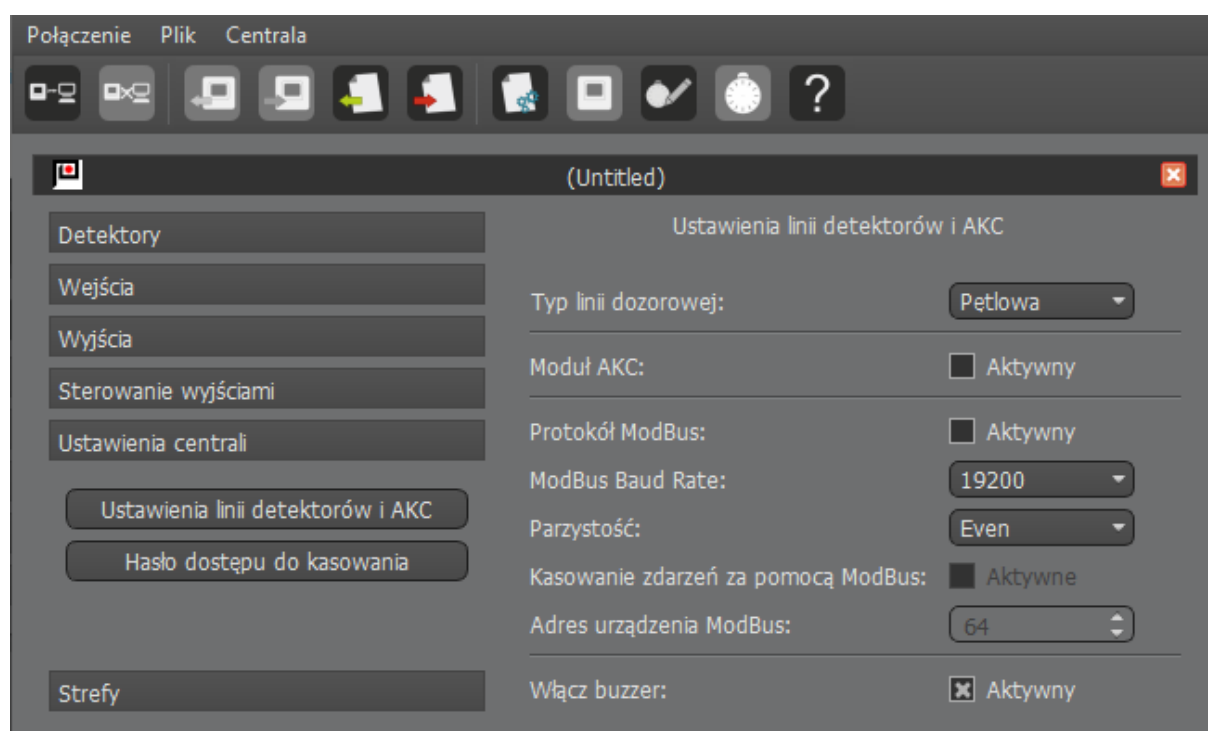 Połączenie Plik Centrala
?
(Untitled)
Detektory
Wejścia
Wyjścia
Sterowanie wyjściami
Ustawienia centrali
Ustawienia linii detektorów i AKC
Hasło dostępu do kasowania
Strefy
Ustawienia linii detektorów i AKC
Typ linii dozorowej: Pętlowa
Moduł AKC: Aktywny
Protokół ModBus: Aktywny
ModBus Baud Rate: 19200
Parzystość: Even
Kasowanie zdarzeń za pomocą ModBus: Aktywne
Adres urządzenia ModBus: 64
Włącz buzzer: Aktywny